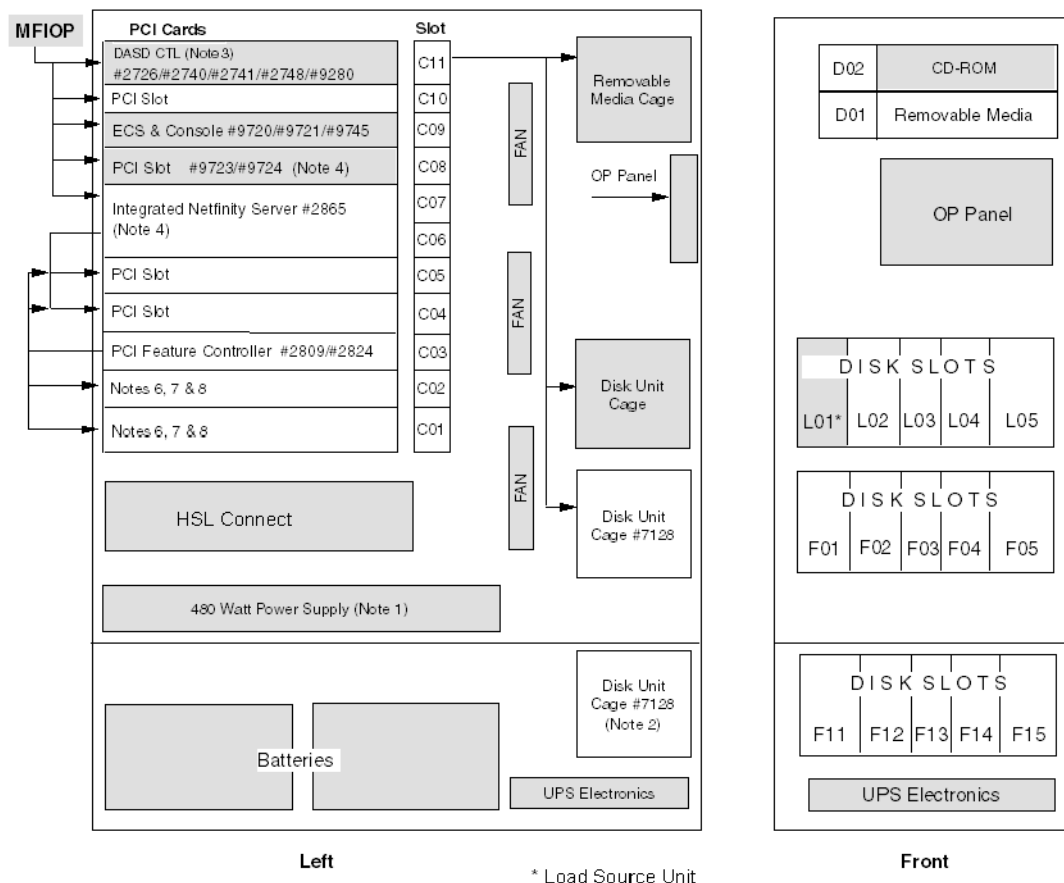 MFIOP
PCI Cards
Slot
DASD CTL (Note 3)
#2726/#2740/#2741/#2748/#9280
C11
PCI Slot
C10
ECS & Console #9720/#9721/#9745
C09
PCI Slot #9723/#9724 (Note 4)
C08
Integrated Netfinity Server #2865
(Note 4)
C07
C06
PCI Slot
C05
PCI Slot
C04
PCI Feature Controller #2809/#2824
C03
Notes 6, 7 & 8
C02
Notes 6, 7 & 8
C01
FAN
FAN
FAN
Removable
Media Cage
OP Panel
Disk Unit
Cage
Disk Unit
Cage #7128
HSL Connect
480 Watt Power Supply (Note 1)
Disk Unit
Cage #7128
(Note 2)
Batteries
UPS Electronics
Left
* Load Source Unit
D02 CD-ROM
D01 Removable Media
OP Panel
DISK SLOTS
L01* L02 L03 L04 L05
DISK SLOTS
F01 F02 F03 F04 F05
DISK SLOTS
F11 F12 F13 F14 F15
UPS Electronics
Front